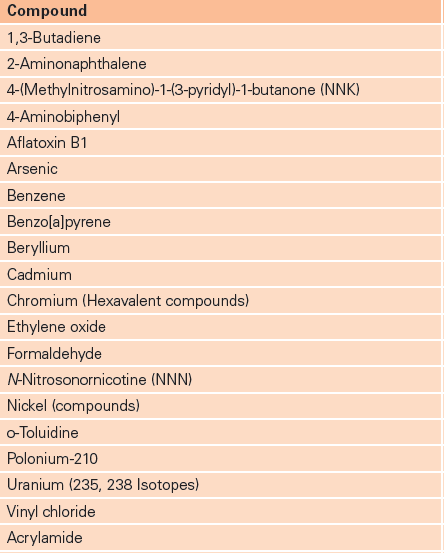 Compound
1,3-Butadiene
2-Aminonaphthalene
4-(Methylnitrosamino)-1-(3-pyridyl)-1-butanone (NNK)
4-Aminobiphenyl
Aflatoxin B1
Arsenic
Benzene
Benzo[a]pyrene
Beryllium
Cadmium
Chromium (Hexavalent compounds)
Ethylene oxide
Formaldehyde
N-Nitrosonornicotine (NNN)
Nickel (compounds)
o-Toluidine
Polonium-210
Uranium (235, 238 Isotopes)
Vinyl chloride
Acrylamide